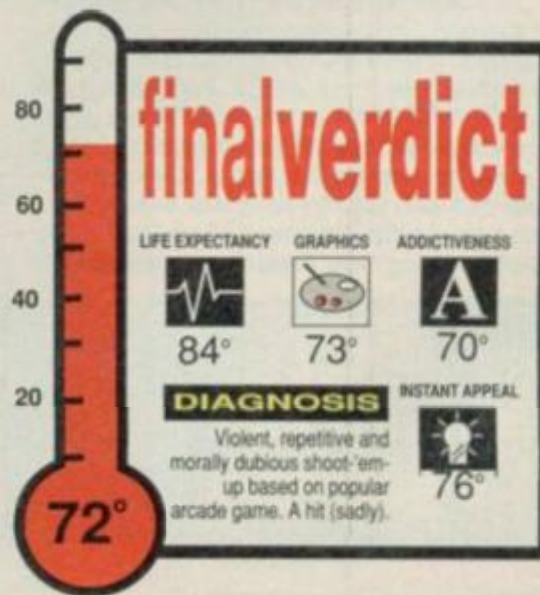 80
60
40
20
72°
finalverdict
LIFE EXPECTANCY GRAPHICS ADDICTIVENESS
A
84° 73° 70°
DIAGNOSIS
Violent, repetitive and
morally dubious shoot-'em-
up based on popular
arcade game. A hit (sadly).
INSTANT APPEAL
76°